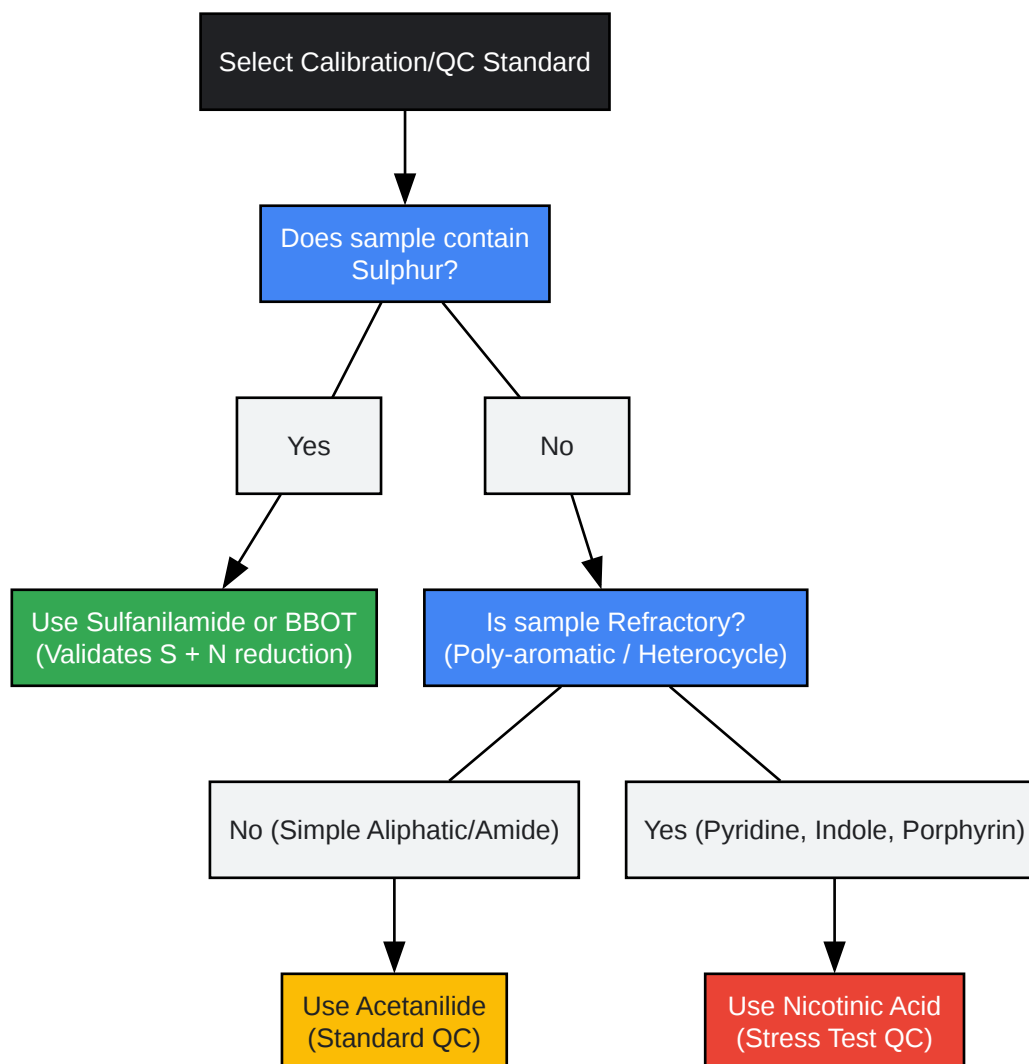 Select Calibration/QC Standard
Does sample contain
Sulphur?
Yes
No
Use Sulfanilamide or BBOT
(Validates S + N reduction)
Is sample Refractory?
(Poly-aromatic / Heterocycle)
No (Simple Aliphatic/Amide)
Yes (Pyridine, Indole, Porphyrin)
Use Acetanilide
(Standard QC)
Use Nicotinic Acid
(Stress Test QC)